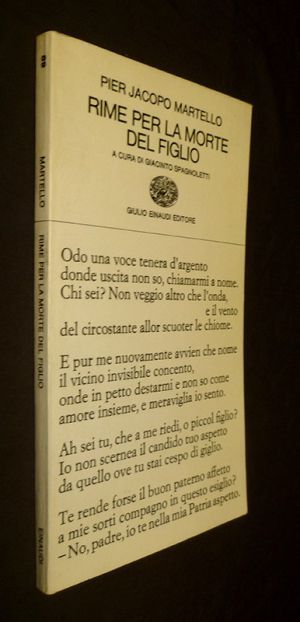 88
MARTELLO
RIME PER LA MORTE DEL FIGLIO
EINAUDI
PIER JACOPO MARTELLO
RIME PER LA MORTE
DEL FIGLIO
A CURA DI GIACINTO SPAGNOLETTI
GIULIO EINAUDI EDITORE
Odo una voce tenera d'argento
donde uscita non so, chiamarmi a nome.
Chi sei? Non veggio altro che l'onda,
e il vento
del circostante allor scuoter le chiome.
E pur me nuovamente avvien che nome
il vicino invisibile concento,
onde in petto destarmi e non so come
amore insieme, e meraviglia io sento.
Ah sei tu, che a me riedi, o piccol figlio?
Io non scernea il candido tuo aspetto
da quello ove tu stai cespo di giglio.
Te rende forse il buon paterno affetto
a mie sorti compagno in questo esiglio?
– No, padre, io te nella mia Patria aspetto.